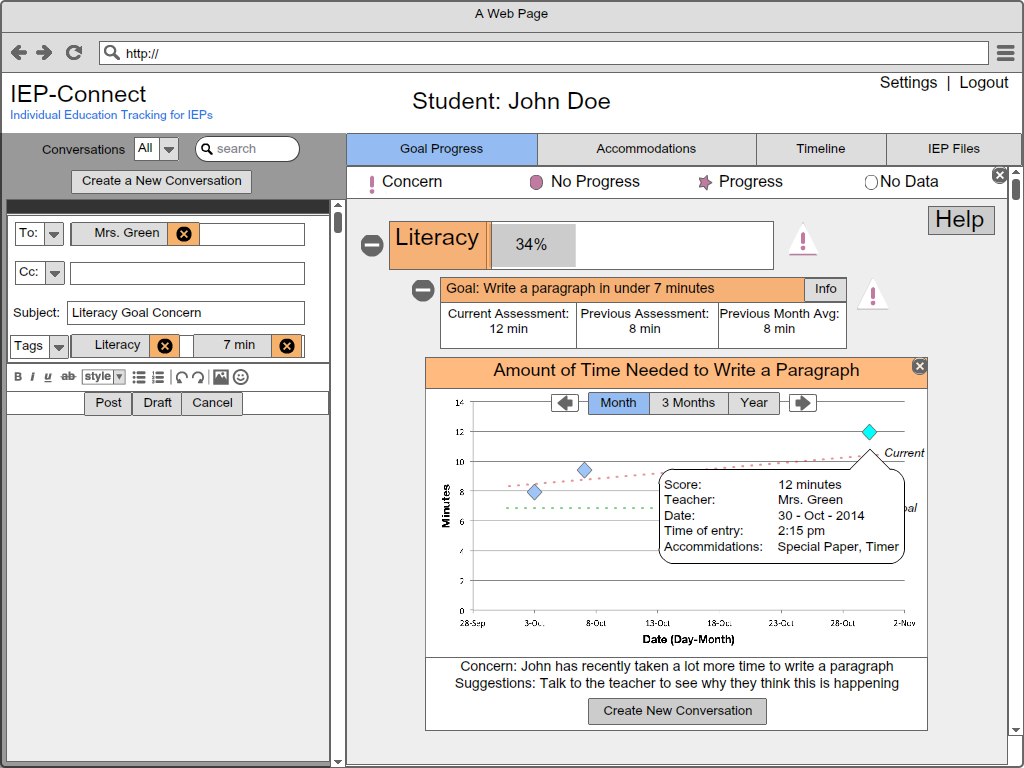 A Web Page
http://
IEP-Connect
Individual Education Tracking for IEPs
Student: John Doe
Settings | Logout
Conversations All search
Create a New Conversation
To: Mrs. Green
Cc:
Subject: Literacy Goal Concern
Tags Literacy 7 min
B i u ab style
Post Draft Cancel
Goal Progress Accommodations Timeline IEP Files
Concern No Progress Progress No Data
Help
Literacy 34%
Goal: Write a paragraph in under 7 minutes Info
Current Assessment: Previous Assessment: Previous Month Avg:
12 min 8 min 8 min
Amount of Time Needed to Write a Paragraph
Month 3 Months Year
14
12
10
8
6
4
2
0
Minutes
Current
oal
Score: 12 minutes
Teacher: Mrs. Green
Date: 30 - Oct - 2014
Time of entry: 2:15 pm
Accommidations: Special Paper, Timer
28-Sep 3-Oct 8-Oct 13-Oct 18-Oct 23-Oct 28-Oct 2-Nov
Date (Day-Month)
Concern: John has recently taken a lot more time to write a paragraph
Suggestions: Talk to the teacher to see why they think this is happening
Create New Conversation